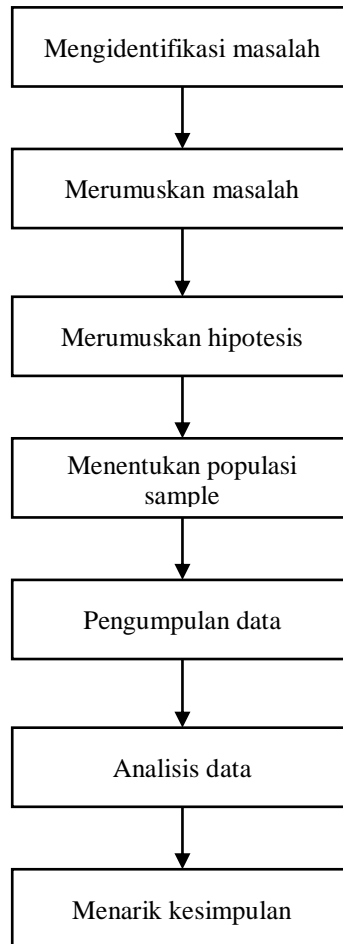 Mengidentifikasi masalah
Merumuskan masalah
Merumuskan hipotesis
Menentukan populasi
sample
Pengumpulan data
Analisis data
Menarik kesimpulan